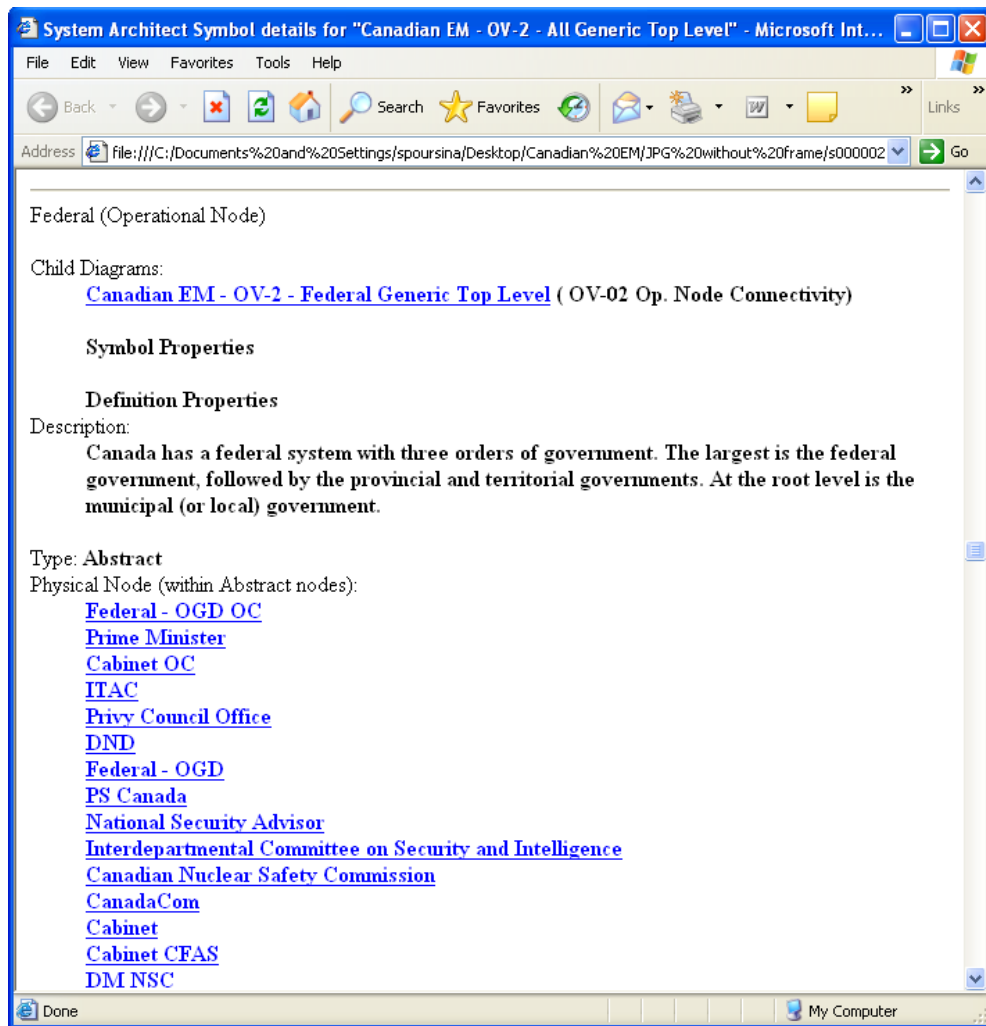 System Architect Symbol details for "Canadian EM - OV-2 - All Generic Top Level" - Microsoft Int...
File Edit View Favorites Tools Help
Back Search Favorites Links
Address file:///C:/Documents%20and%20Settings/spoursina/Desktop/Canadian%20EM/JPG%20without%20frame/s000002 Go
Federal (Operational Node)
Child Diagrams:
Canadian EM - OV-2 - Federal Generic Top Level ( OV-02 Op. Node Connectivity)
Symbol Properties
Definition Properties
Description:
Canada has a federal system with three orders of government. The largest is the federal
government, followed by the provincial and territorial governments. At the root level is the
municipal (or local) government.
Type: Abstract
Physical Node (within Abstract nodes):
Federal - OGD OC
Prime Minister
Cabinet OC
ITAC
Privy Council Office
DND
Federal - OGD
PS Canada
National Security Advisor
Interdepartmental Committee on Security and Intelligence
Canadian Nuclear Safety Commission
CanadaCom
Cabinet
Cabinet CFAS
DM NSC
Done My Computer